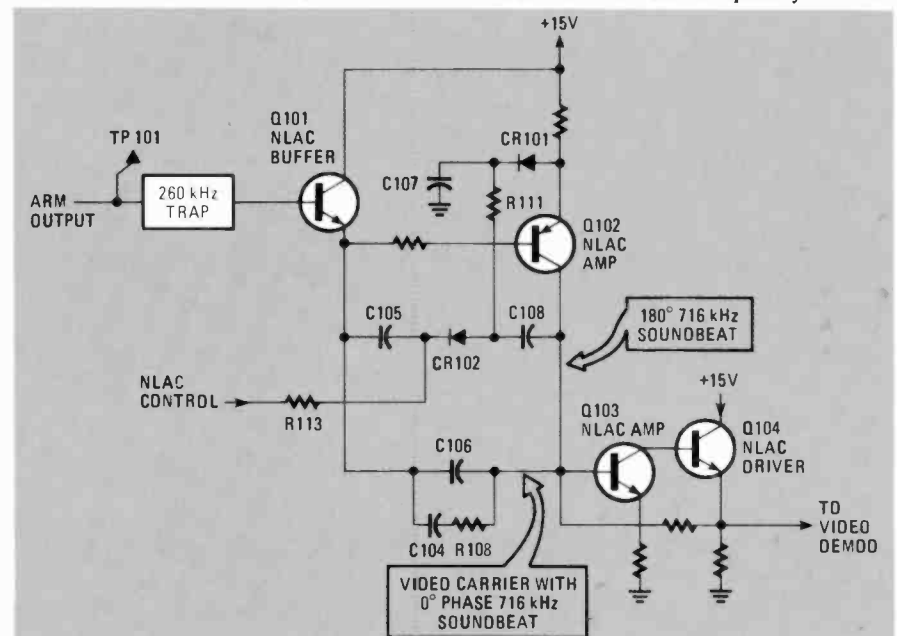 +15V
Q101
NLAC
BUFFER
TP 101
CR101
C107
ARM
OUTPUT
260 kHz
TRAP
R111
Q102
NLAC
AMP
C105
C108
CR102
180° 716 kHz
SOUNDBEAT
NLAC
CONTROL
R113
+15V
Q103
NLAC AMP
Q104
NLAC
DRIVER
C106
C104 R108
TO
VIDEO
DEMOD
VIDEO CARRIER WITH
0° PHASE 716 kHz
SOUNDBEAT